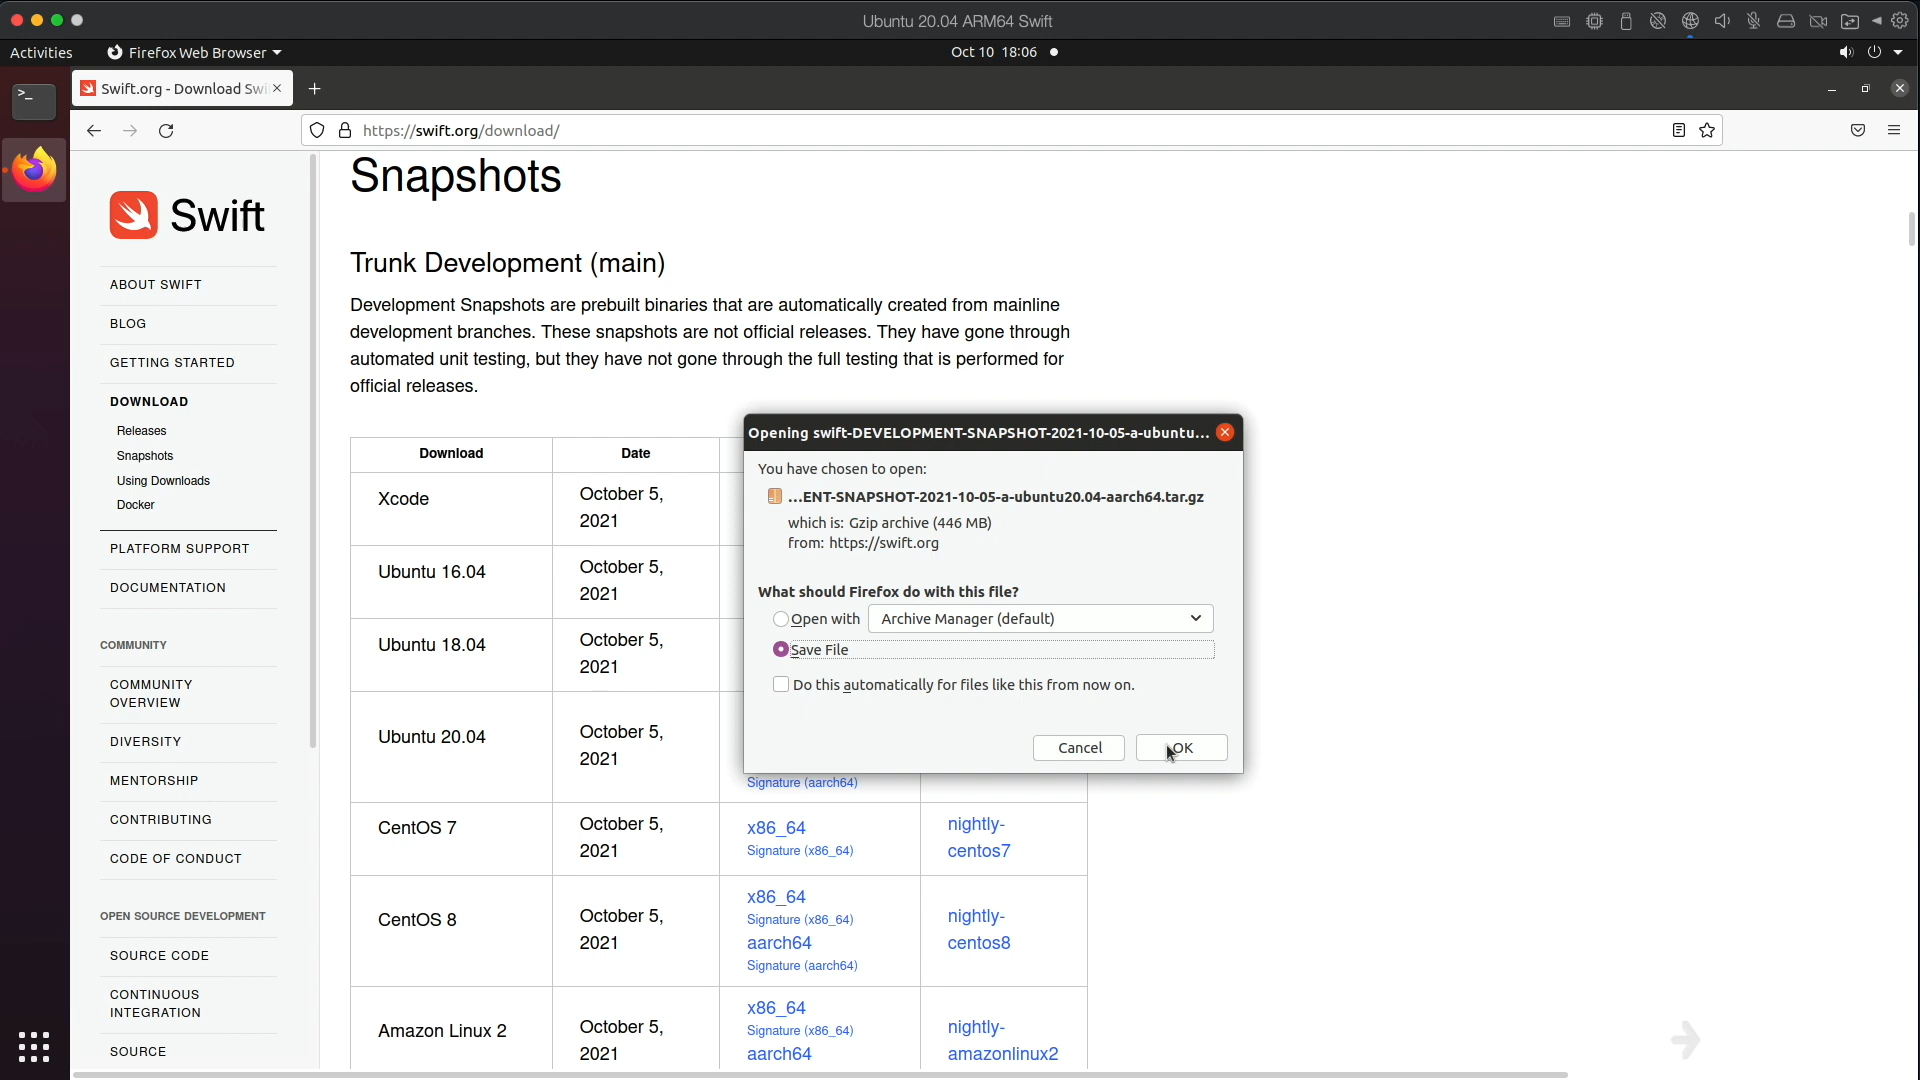 Ubuntu 20.04 ARM64 Swift
Activities
Firefox Web Browser
Oct 10 18:06
>_
Swift.org - Download Swi
https://swift.org/download/
Swift
ABOUT SWIFT
BLOG
GETTING STARTED
DOWNLOAD
Releases
Snapshots
Using Downloads
Docker
PLATFORM SUPPORT
DOCUMENTATION
COMMUNITY
COMMUNITY
OVERVIEW
DIVERSITY
MENTORSHIP
CONTRIBUTING
CODE OF CONDUCT
OPEN SOURCE DEVELOPMENT
SOURCE CODE
CONTINUOUS
INTEGRATION
SOURCE
Snapshots
Trunk Development (main)
Development Snapshots are prebuilt binaries that are automatically created from mainline
development branches. These snapshots are not official releases. They have gone through
automated unit testing, but they have not gone through the full testing that is performed for
official releases.
Download Date
Xcode October 5,
2021
Ubuntu 16.04 October 5,
2021
Ubuntu 18.04 October 5,
2021
Ubuntu 20.04 October 5,
2021
Signature (aarch64)
CentOS 7 October 5,
2021
x86_64
Signature (x86_64)
nightly-
centos7
CentOS 8 October 5,
2021
x86_64
Signature (x86_64)
aarch64
Signature (aarch64)
nightly-
centos8
Amazon Linux 2 October 5,
2021
x86_64
Signature (x86_64)
aarch64
nightly-
amazonlinux2
Opening swift-DEVELOPMENT-SNAPSHOT-2021-10-05-a-ubuntu...
You have chosen to open:
...ENT-SNAPSHOT-2021-10-05-a-ubuntu20.04-aarch64.tar.gz
which is: Gzip archive (446 MB)
from: https://swift.org
What should Firefox do with this file?
Open with Archive Manager (default)
Save File
Do this automatically for files like this from now on.
Cancel OK